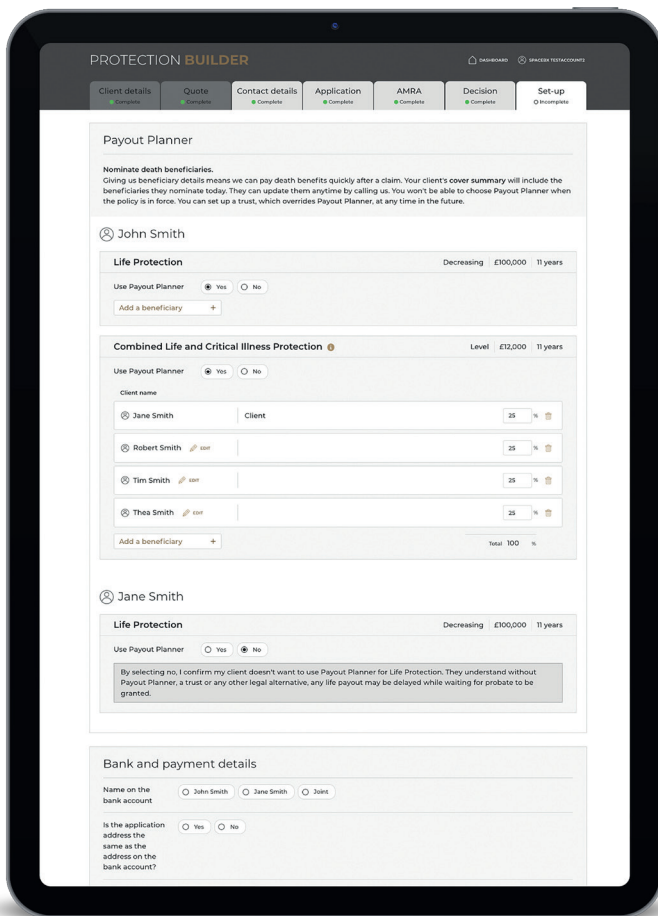 PROTECTION BUILDER
DASHBOARD
SPACEBX TESTACCOUNT2
Client details
Complete
Quote
Complete
Contact details
Complete
Application
Complete
AMRA
Complete
Decision
Complete
Set-up
Incomplete
Payout Planner
Nominate death beneficiaries.
Giving us beneficiary details means we can pay death benefits quickly after a claim. Your client's cover summary will include the
beneficiaries they nominate today. They can update them anytime by calling us. You won't be able to choose Payout Planner when
the policy is in force. You can set up a trust, which overrides Payout Planner, at any time in the future.
John Smith
Life Protection
Decreasing £100,000 11 years
Use Payout Planner Yes No
Add a beneficiary +
Combined Life and Critical Illness Protection
Level £12,000 11 years
Use Payout Planner Yes No
Client name
Jane Smith Client 25 %
Robert Smith EDIT 25 %
Tim Smith EDIT 25 %
Thea Smith EDIT 25 %
Add a beneficiary +
Total 100 %
Jane Smith
Life Protection
Decreasing £100,000 11 years
Use Payout Planner Yes No
By selecting no, I confirm my client doesn't want to use Payout Planner for Life Protection. They understand without
Payout Planner, a trust or any other legal alternative, any life payout may be delayed while waiting for probate to be
granted.
Bank and payment details
Name on the
bank account
John Smith Jane Smith Joint
Is the application
address the
same as the
address on the
bank account?
Yes No